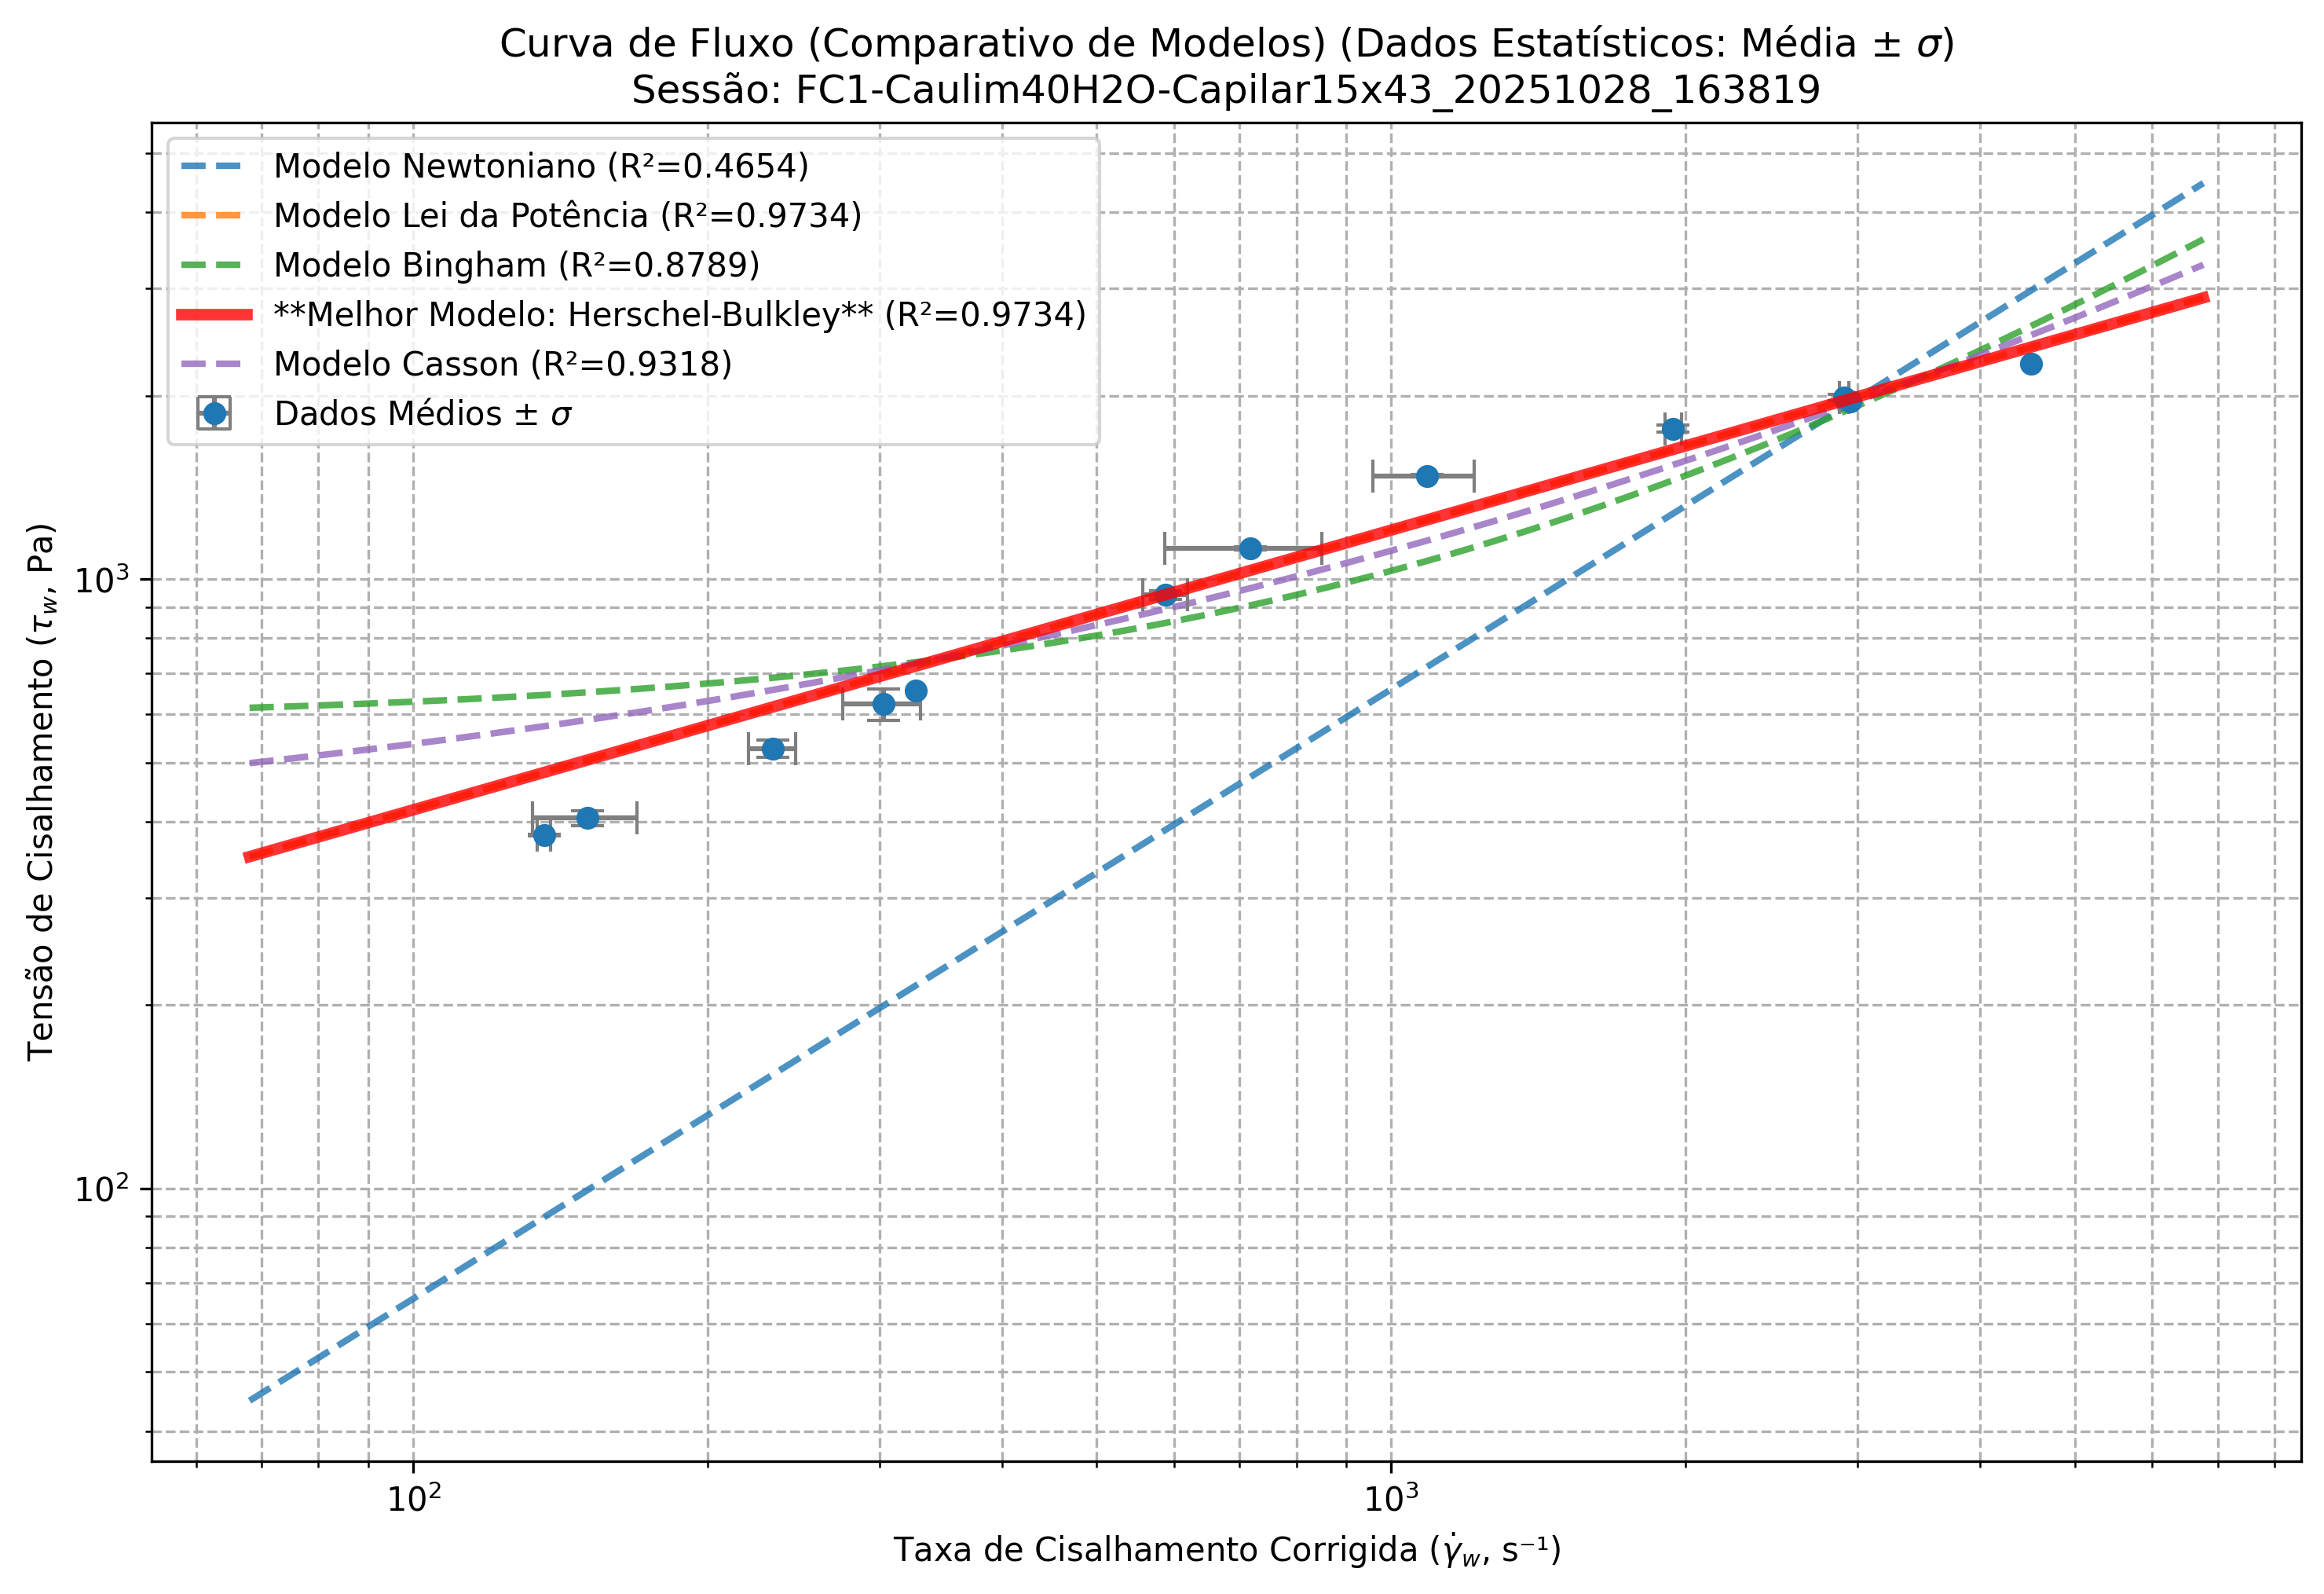 Curva de Fluxo (Comparativo de Modelos) (Dados Estatísticos: Média ± σ)
Sessão: FC1-Caulim40H2O-Capilar15x43_20251028_163819
Modelo Newtoniano (R²=0.4654)
Modelo Lei da Potência (R²=0.9734)
Modelo Bingham (R²=0.8789)
**Melhor Modelo: Herschel-Bulkley** (R²=0.9734)
Modelo Casson (R²=0.9318)
Dados Médios ± σ
Tensão de Cisalhamento (τ_w, Pa)
10³
10²
10²
10³
Taxa de Cisalhamento Corrigida (γ̇_w, s⁻¹)